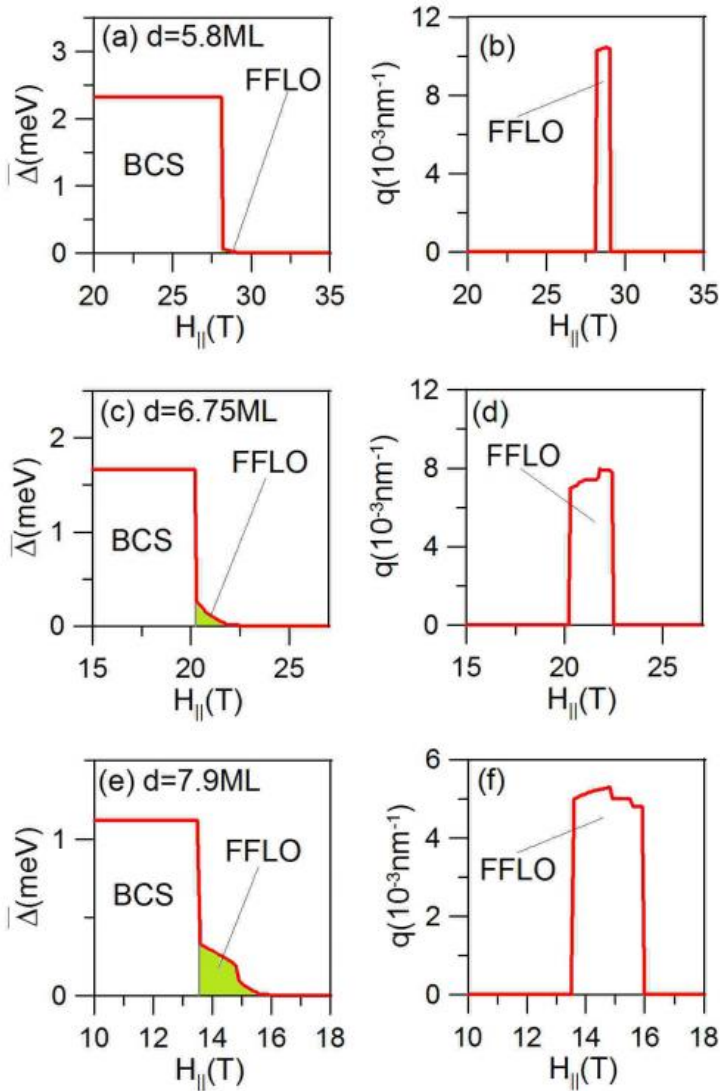 (a) d=5.8ML
FFLO
BCS
Δ̅(meV)
3
2
1
0
20 25 30 35
H||(T)
(b)
FFLO
q(10⁻³nm⁻¹)
12
8
4
0
20 25 30 35
H||(T)
(c) d=6.75ML
FFLO
BCS
Δ̅(meV)
2
1
0
15 20 25
H||(T)
(d)
FFLO
q(10⁻³nm⁻¹)
12
8
4
0
15 20 25
H||(T)
(e) d=7.9ML
FFLO
BCS
Δ̅(meV)
1
0
10 12 14 16 18
H||(T)
(f)
FFLO
q(10⁻³nm⁻¹)
6
4
2
0
10 12 14 16 18
H||(T)